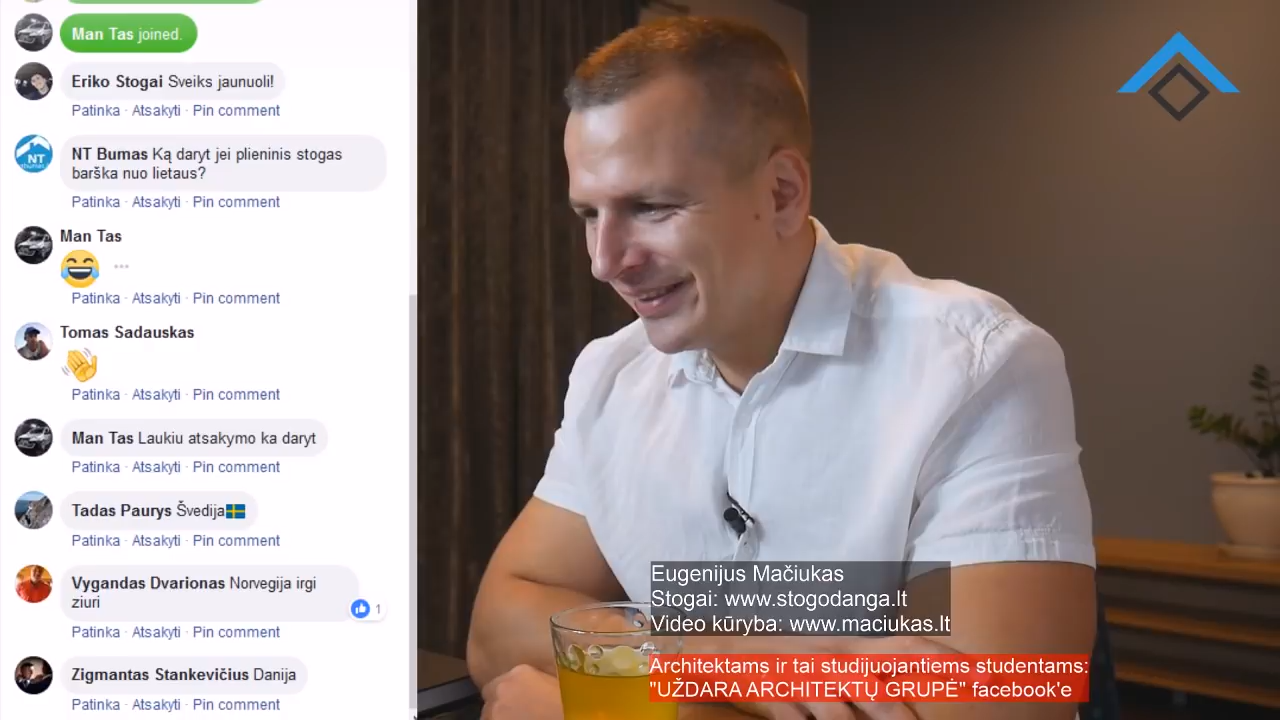 Man Tas joined.
Eriko Stogai Sveiks jaunuoli!
Patinka · Atsakyti · Pin comment
NT Bumas Ką daryt jei plieninis stogas
barška nuo lietaus?
NT
Patinka · Atsakyti · Pin comment
Man Tas
Patinka · Atsakyti · Pin comment
Tomas Sadauskas
Patinka · Atsakyti · Pin comment
Man Tas Laukiu atsakymo ka daryt
Patinka · Atsakyti · Pin comment
Tadas Paurys Švedija
Patinka · Atsakyti · Pin comment
Vygandas Dvarionas Norvegija irgi
ziuri
1
Patinka · Atsakyti · Pin comment
Zigmantas Stankevičius Danija
Patinka · Atsakyti · Pin comment
Eugenijus Mačiukas
Stogai: www.stogodanga.lt
Video kūryba: www.maciukas.lt
Architektams ir tai studijuojantiems studentams:
"UŽDARA ARCHITEKTŲ GRUPĖ" facebook'e